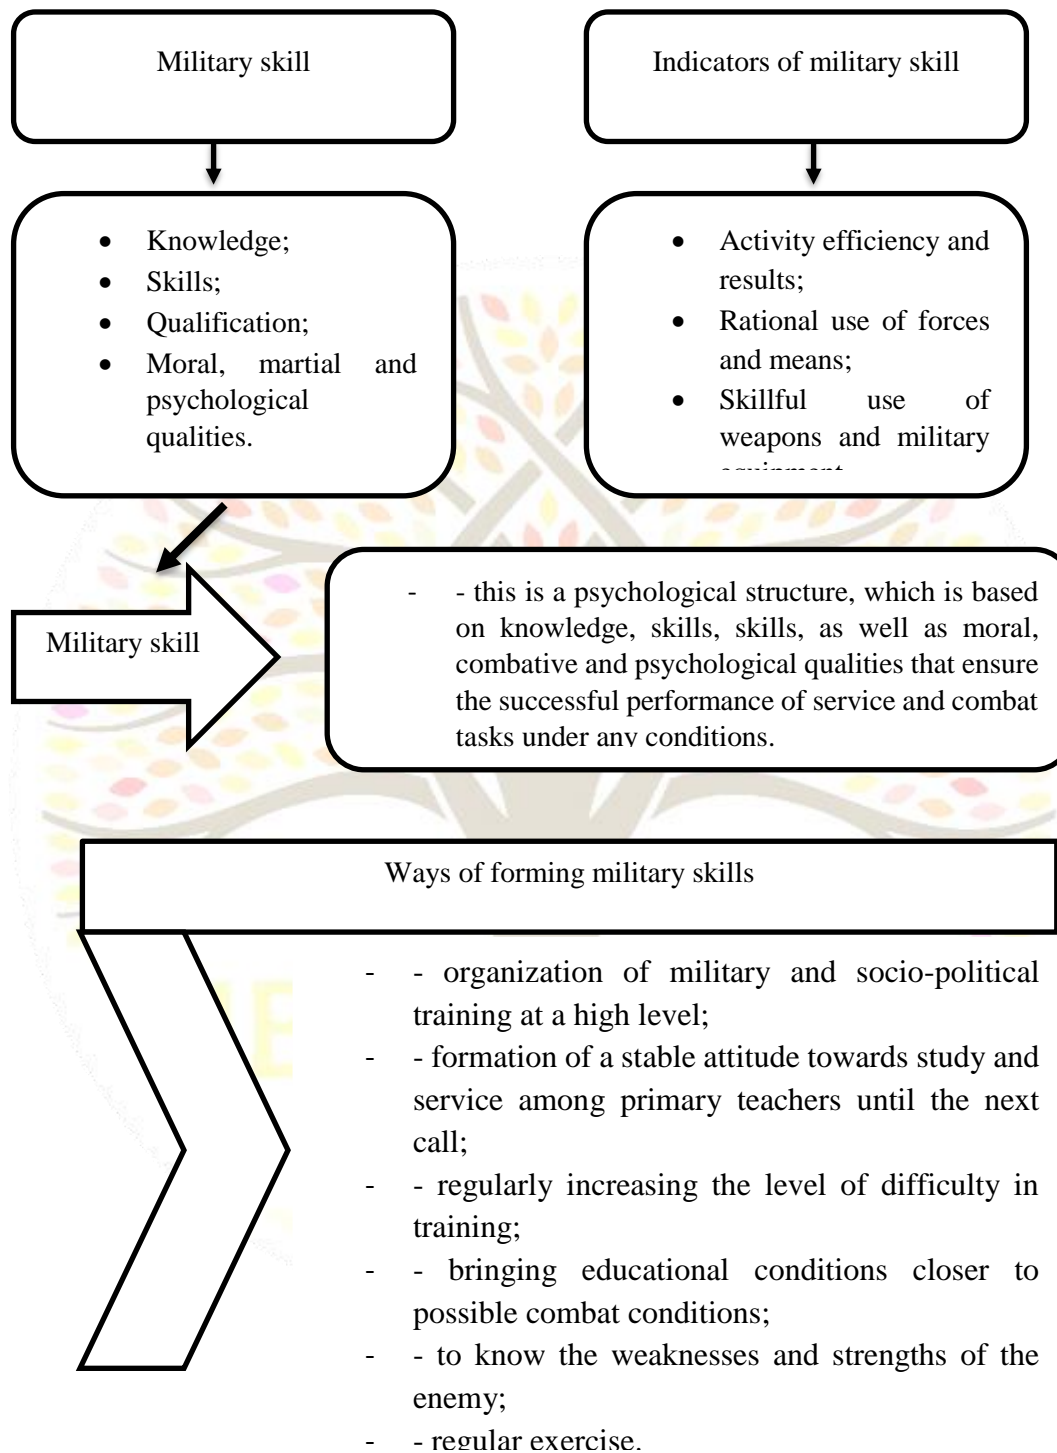 Military skill
Indicators of military skill
• Knowledge;
• Skills;
• Qualification;
• Moral, martial and
psychological
qualities.
• Activity efficiency and
results;
• Rational use of forces
and means;
• Skillful use of
weapons and military
equipment
Military skill
- - this is a psychological structure, which is based
on knowledge, skills, skills, as well as moral,
combative and psychological qualities that ensure
the successful performance of service and combat
tasks under any conditions.
Ways of forming military skills
- - organization of military and socio-political
training at a high level;
- - formation of a stable attitude towards study and
service among primary teachers until the next
call;
- - regularly increasing the level of difficulty in
training;
- - bringing educational conditions closer to
possible combat conditions;
- - to know the weaknesses and strengths of the
enemy;
- - regular exercise.